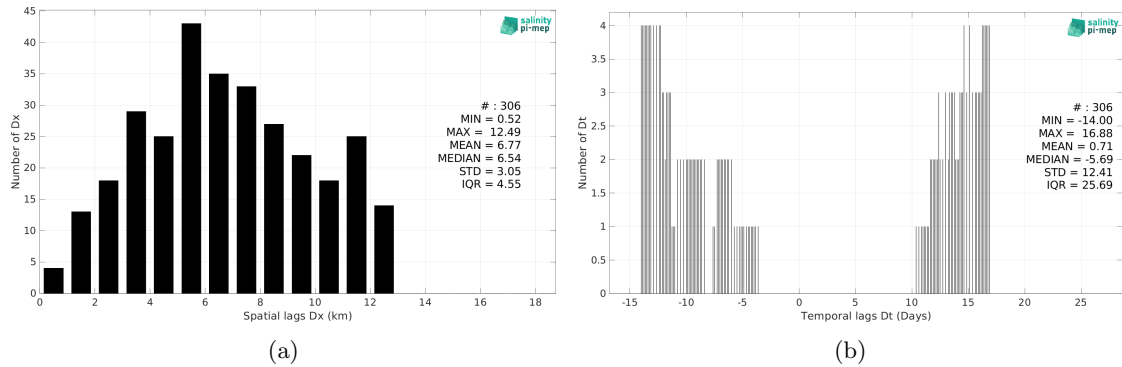 45
40
35
30
25
20
15
10
5
0
Number of Dx
0 2 4 6 8 10 12 14 16 18
Spatial lags Dx (km)
salinity
pi-mep
# : 306
MIN = 0.52
MAX = 12.49
MEAN = 6.77
MEDIAN = 6.54
STD = 3.05
IQR = 4.55
(a)
4
3.5
3
2.5
2
1.5
1
0.5
0
Number of Dt
-15 -10 -5 0 5 10 15 20 25
Temporal lags Dt (Days)
salinity
pi-mep
# : 306
MIN = -14.00
MAX = 16.88
MEAN = 0.71
MEDIAN = -5.69
STD = 12.41
IQR = 25.69
(b)